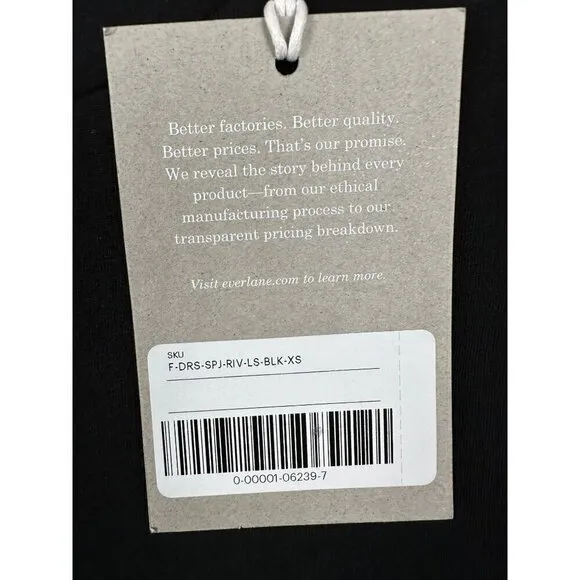 Better factories. Better quality.
Better prices. That's our promise.
We reveal the story behind every
product—from our ethical
manufacturing process to our
transparent pricing breakdown.
Visit everlane.com to learn more.
SKU
F-DRS-SPJ-RIV-LS-BLK-XS
0-00001-06239-7